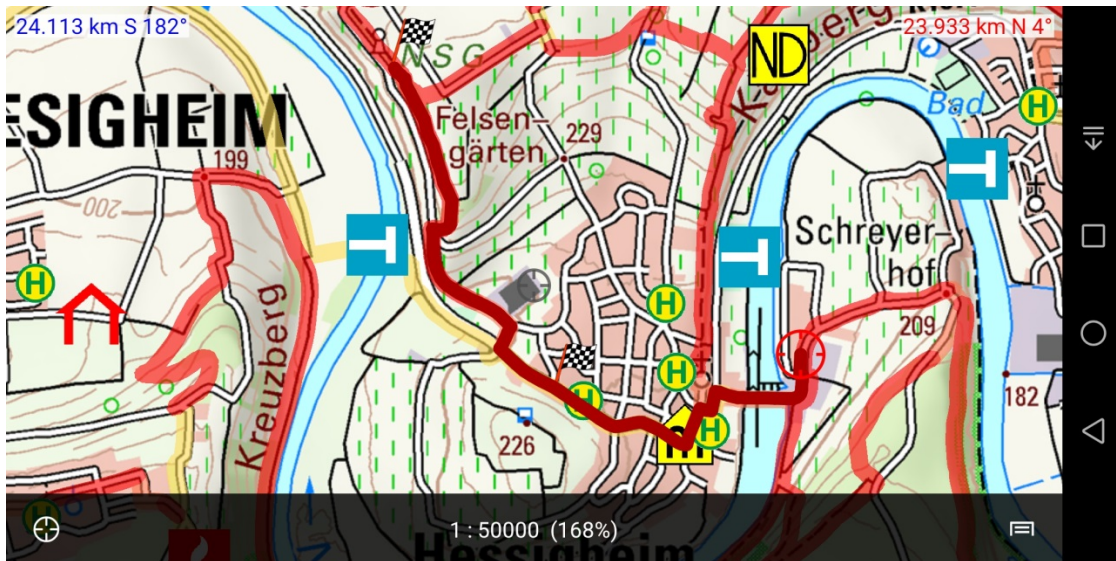 24.113 km S 182°
23.933 km N 4°
NSG
ND
Bad
H
ESIGHEIM
Felsen-
gärten
229
199
200
T
T
T
Schreyer-
hof
209
H
H
H
H
H
Kreuzberg
226
182
1 : 50000 (168%)
Hessigheim